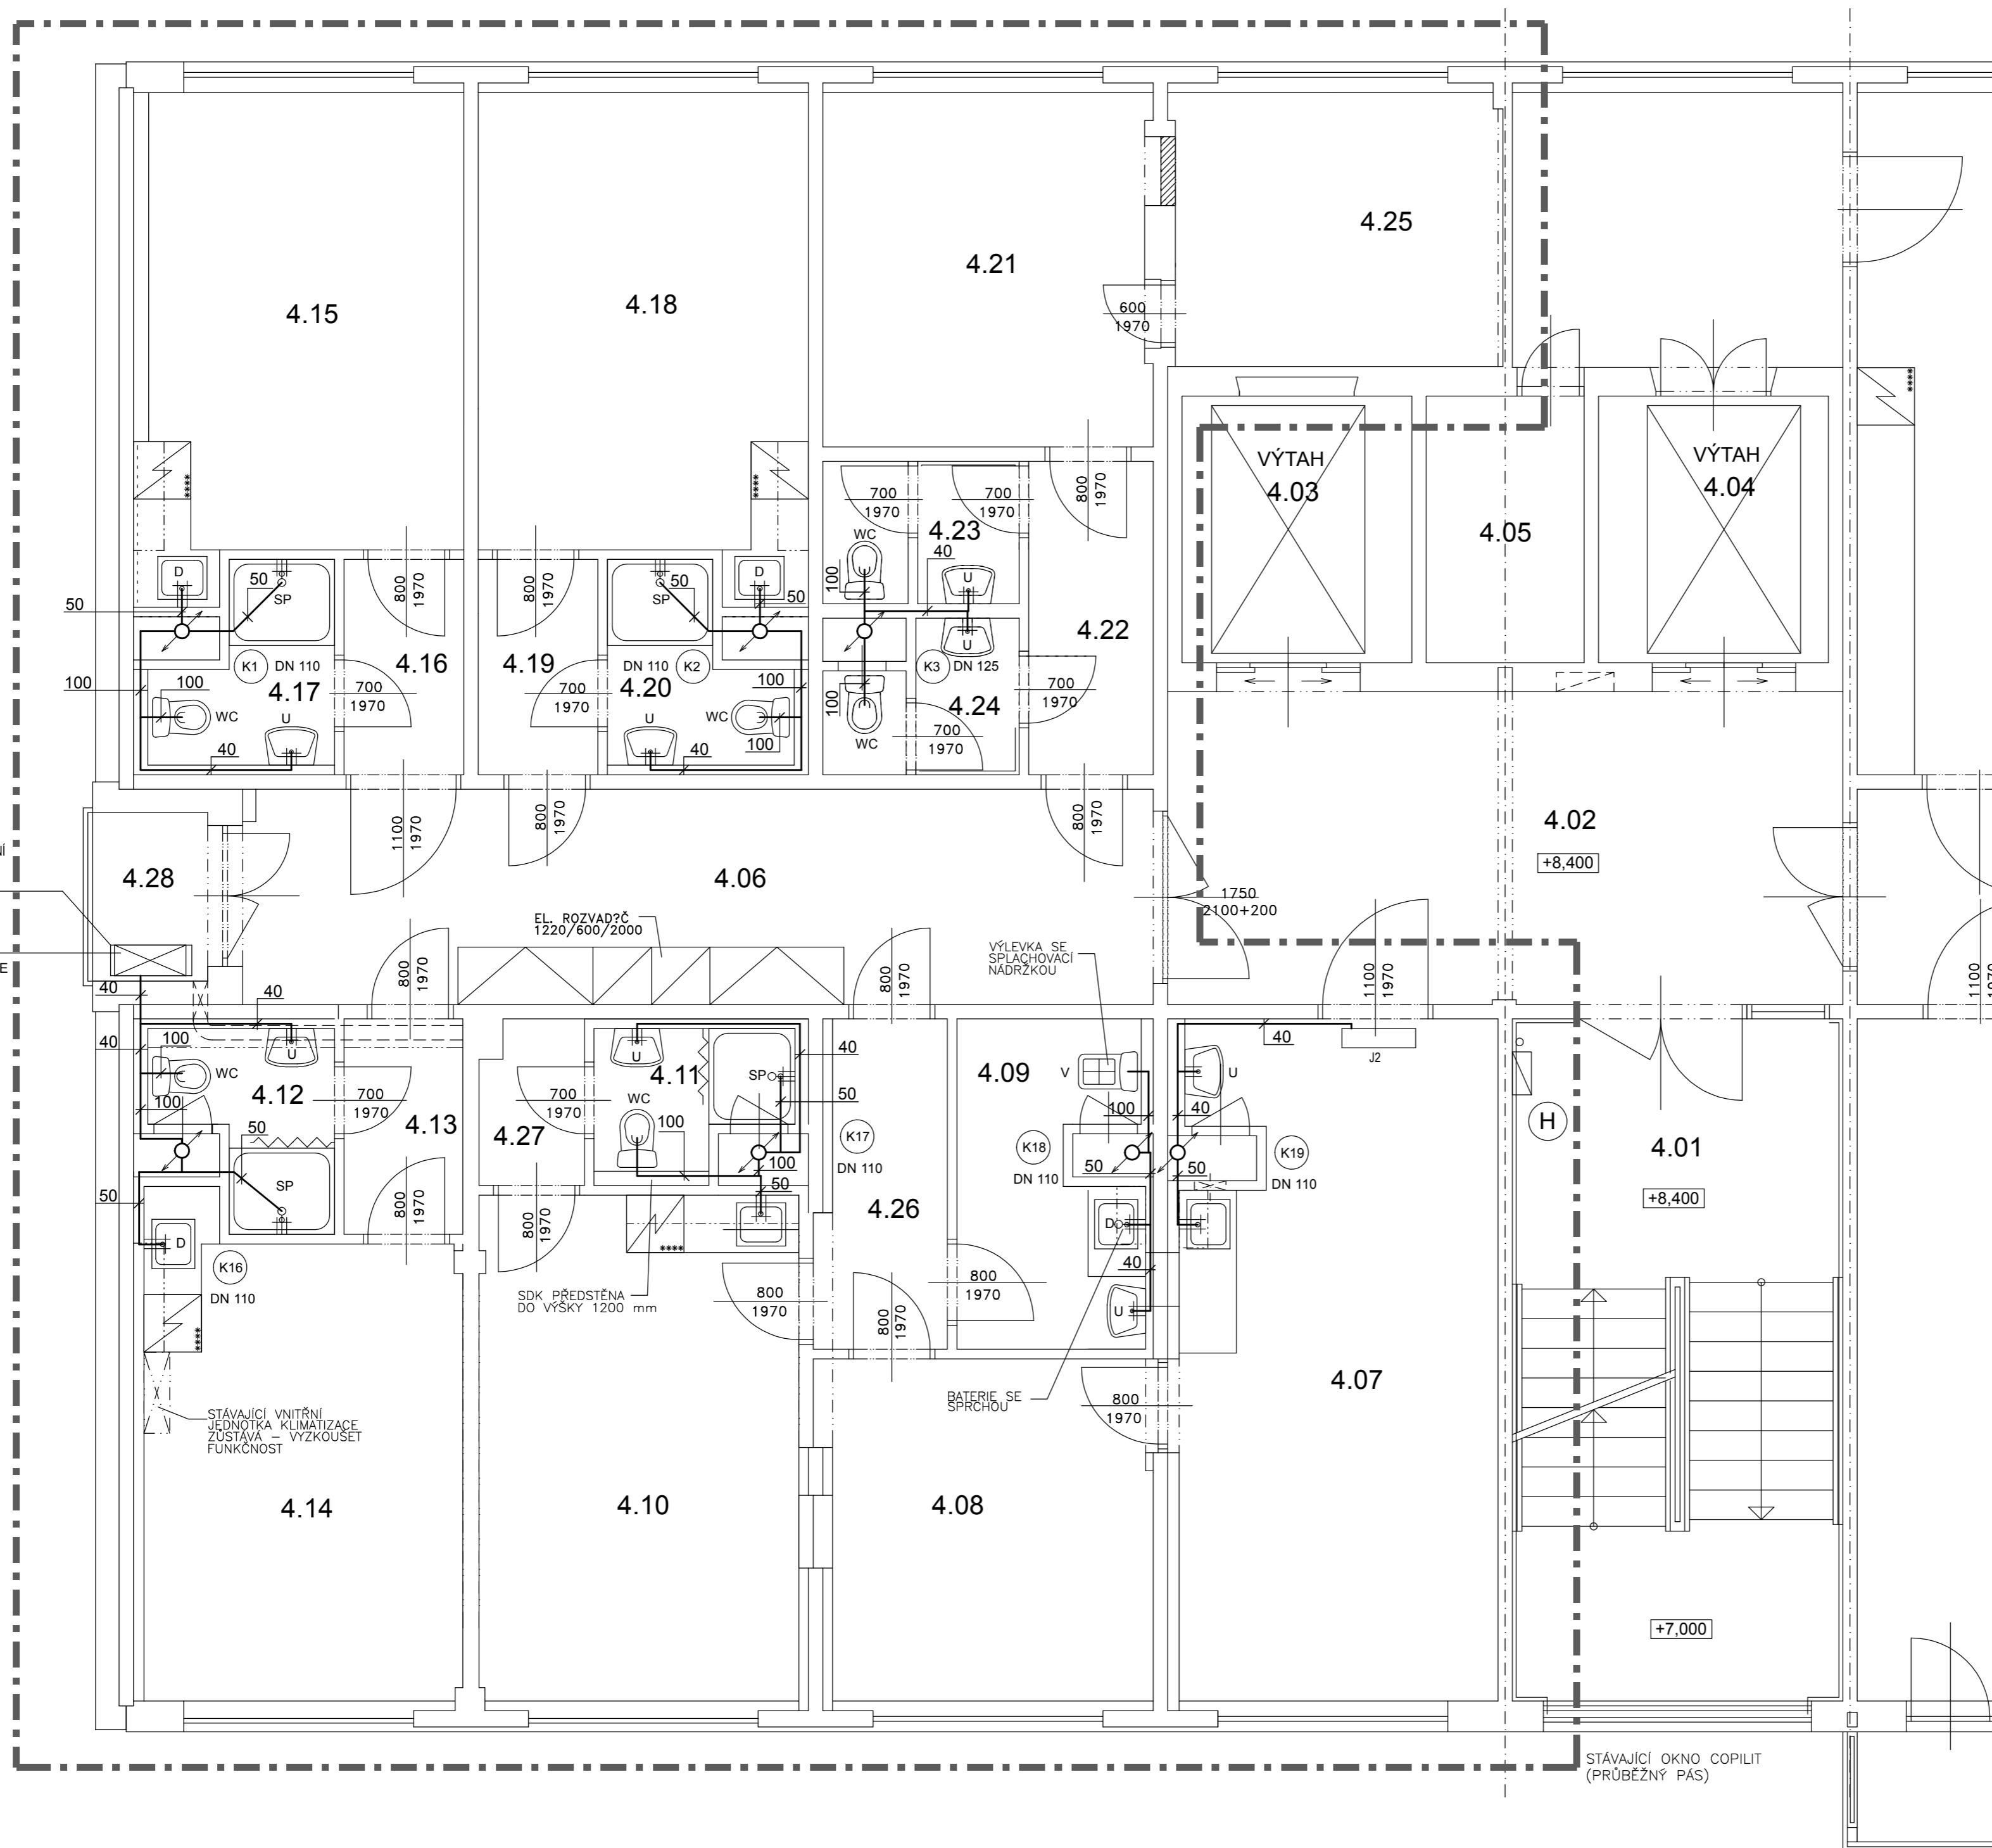 4.15
4.18
4.21
4.25
600
1970
VÝTAH
4.03
VÝTAH
4.04
4.05
700
1970
700
1970
800
1970
4.23
WC
40
100
U
U
4.22
K3
DN 125
100
4.24
WC
700
1970
700
1970
D
50
SP
50
800
1970
800
1970
50
SP
D
50
K1
DN 110
4.16
4.19
DN 110
K2
100
100
4.17
700
1970
WC
U
40
700
1970
4.20
U
WC
100
100
40
1100
1970
800
1970
800
1970
4.02
+8,400
4.28
4.06
1750
2100+200
EL. ROZVAD?Č
1220/600/2000
NÍ
E
VÝLEVKA SE
SPLACHOVACÍ
NÁDRŽKOU
800
1970
800
1970
1100
1970
1100
1970
40
40
40
100
U
WC
4.12
100
50
700
1970
4.13
SP
50
D
K16
DN 110
800
1970
U
4.11
SP
40
50
WC
100
700
1970
4.27
100
50
K17
DN 110
800
1970
4.09
V
100
K18
DN 110
50
D
40
U
4.26
800
1970
800
1970
800
1970
U
40
40
J2
50
K19
DN 110
H
4.01
+8,400
SDK PŘEDSTĚNA
DO VÝŠKY 1200 mm
BATERIE SE
SPRCHOU
800
1970
4.07
STÁVAJÍCÍ VNITŘNÍ
JEDNOTKA KLIMATIZACE
ZŮSTÁVÁ – VYZKOUŠET
FUNKČNOST
4.14
4.10
4.08
+7,000
STÁVAJÍCÍ OKNO COPILIT
(PRŮBĚŽNÝ PÁS)